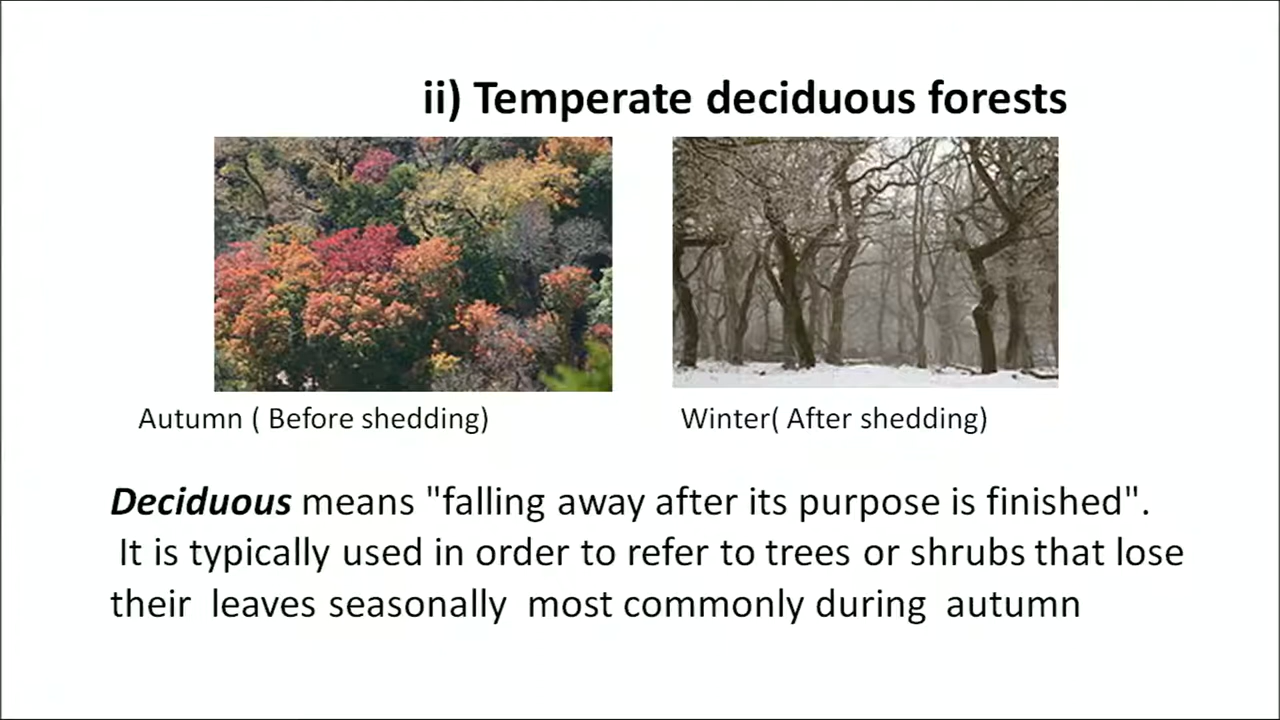 ii) Temperate deciduous forests
Autumn ( Before shedding)
Winter( After shedding)
Deciduous means "falling away after its purpose is finished".
It is typically used in order to refer to trees or shrubs that lose
their leaves seasonally most commonly during autumn